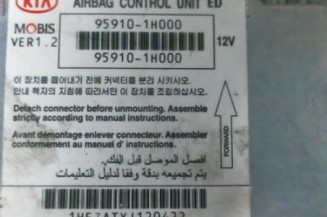 KIA AIRBAG CONTROL UNIT ED
95910-1H000
MOBIS
VER1.2
12V
95910-1H000
이 장치를 떼어내기 전에 커넥터를 분리 시키시오.
안내 책자의 지침에 따라서만 이 장치를 조립하십시오.
Detach connector before unmounting. Assemble
strictly according to manual instructions.
Avant démontage enlever connecteur. Assembler
conformement au manuel d' instructions.
FORWARD
افصل الموصل قبل الفك.
يتم تجميعه بدقة وفقا لدليل التعليمات